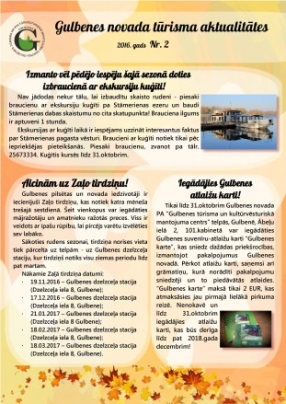 Gulbenes novada tūrisma aktualitātes
2016. gads Nr. 2
Izmanto vēl pēdējo iespēju šajā sezonā doties
izbraucienā ar ekskursiju kuģīti!
Nav jādodas nekur tālu, lai izbaudītu skaisto rudeni - piesaki
braucienu ar ekskursiju kuģīti pa Stāmerienas ezeru un baudi
Stāmerienas dabas skaistumu no cita skatupunkta! Brauciena ilgums
ir aptuveni 1 stunda.
Ekskursijas ar kuģīti laikā ir iespējams uzzināt interesantus faktus
par Stāmerienas pagasta vēsturi. Braucieni ar kuģīti notiek tikai pēc
iepriekšējas pieteikšanās. Piesaki braucienu, zvanot pa tālr.
25673334. Kuģītis kursēs līdz 31.oktobrim.
Aicinām uz Zaļo tirdziņu!
Gulbenes pilsētas un novada iedzīvotāji ir
iecienījuši Zaļo tirdziņu, kas notiek katra mēneša
trešajā sestdienā. Šeit vienkopus var iegādāties
mājražotāju un amatnieku ražotās preces. Viss ir
veidots ar īpašu rūpību, lai pircējs varētu izvēlēties
sev labāko.
Sākoties rudens sezonai, tirdziņa norises vieta
tiek pārcelta uz telpām - uz Gulbenes dzelzceļa
staciju, kur tirdziņi notiks visu ziemas periodu līdz
pat martam.
Nākamie Zaļā tirdziņa datumi:
- 19.11.2016 – Gulbenes dzelzceļa stacija
(Dzelzceļa iela 8, Gulbene);
- 17.12.2016 – Gulbenes dzelzceļa stacija
(Dzelzceļa iela 8, Gulbene);
- 21.01.2017 – Gulbenes dzelzceļa stacija
(Dzelzceļa iela 8, Gulbene);
- 18.02.2017 – Gulbenes dzelzceļa stacija
(Dzelzceļa iela 8, Gulbene);
- 18.03.2017 – Gulbenes dzelzceļa stacija
(Dzelzceļa iela 8, Gulbene).
Iegādājies Gulbenes
atlaižu karti!
Tikai līdz 31.oktobrim Gulbenes novada
PA "Gulbenes tūrisma un kultūrvēsturiskā
mantojuma centrs" telpās, Gulbenē, Ābeļu
ielā 2, 101.kabinetā var iegādāties
Gulbenes suvenīru-atlaižu karti "Gulbenes
karte", kas sniedz dažādas priekšrocības,
izmantojot pakalpojumus Gulbenes
novadā. Pērkot atlaižu karti, saņemsi arī
grāmatiņu, kurā norādīti pakalpojumu
sniedzēji un to piedāvātās atlaides.
"Gulbenes karte" maksā tikai 2 EUR, kas
atmaksāsies jau pirmajā lielākā pirkuma
reizē. Nenokavē un
līdz 31.oktobrim
iegādājies atlaižu
karti, kas būs derīga
līdz pat 2018.gada
decembrim!